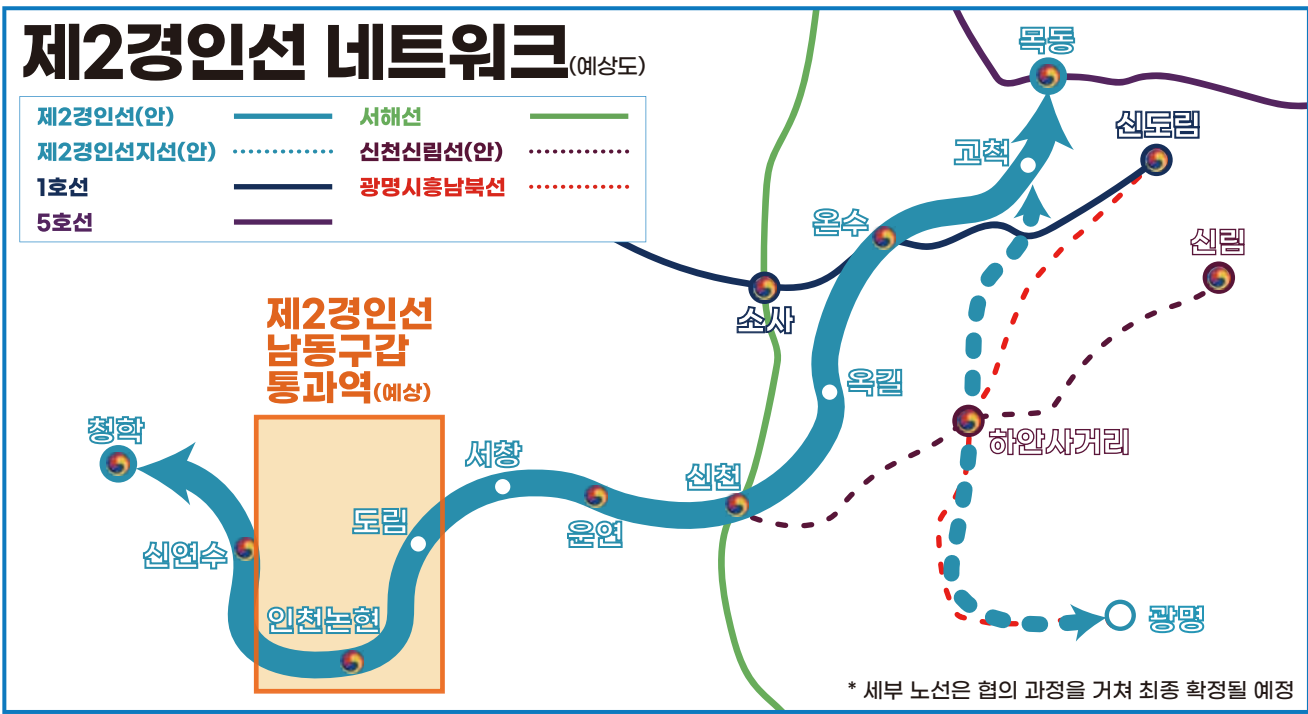 제2경인선 네트워크(예상도)
제2경인선(안)
서해선
제2경인선지선(안)
신천신림선(안)
1호선
광명시흥남북선
5호선
목동
신도림
고척
온수
신림
소사
제2경인선
남동구갑
통과역(예상)
옥길
청학
하안사거리
서창
신천
도림
운연
신연수
인천논현
광명
* 세부 노선은 협의 과정을 거쳐 최종 확정될 예정